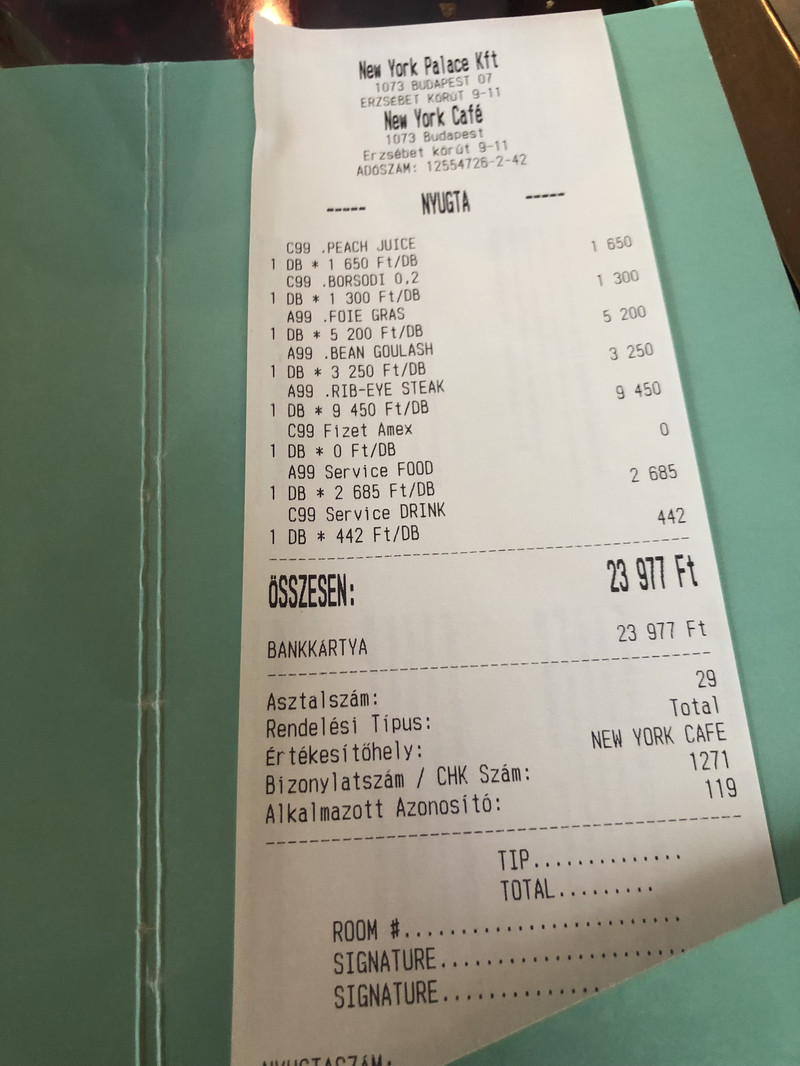 New York Palace Kft
1073 BUDAPEST 07
ERZSÉBET KÖRÚT 9-11
New York Café
1073 Budapest
Erzsébet körút 9-11
ADÓSZÁM: 12554726-2-42
----- NYUGTA -----
C99 .PEACH JUICE 1 650
1 DB * 1 650 Ft/DB
C99 .BORSODI 0,2 1 300
1 DB * 1 300 Ft/DB
A99 .FOIE GRAS 5 200
1 DB * 5 200 Ft/DB
A99 .BEAN GOULASH 3 250
1 DB * 3 250 Ft/DB
A99 .RIB-EYE STEAK 9 450
1 DB * 9 450 Ft/DB
C99 Fizet Amex 0
1 DB * 0 Ft/DB
A99 Service FOOD 2 685
1 DB * 2 685 Ft/DB
C99 Service DRINK 442
1 DB * 442 Ft/DB
ÖSSZESEN: 23 977 Ft
BANKKÁRTYA 23 977 Ft
Asztalszám: 29
Rendelési Típus: Total
Értékesítőhely: NEW YORK CAFE
Bizonylatszám / CHK Szám: 1271
Alkalmazott Azonosító: 119
TIP..............
TOTAL.........
ROOM #.........................
SIGNATURE......................
SIGNATURE..............
NYUGTASZÁM: